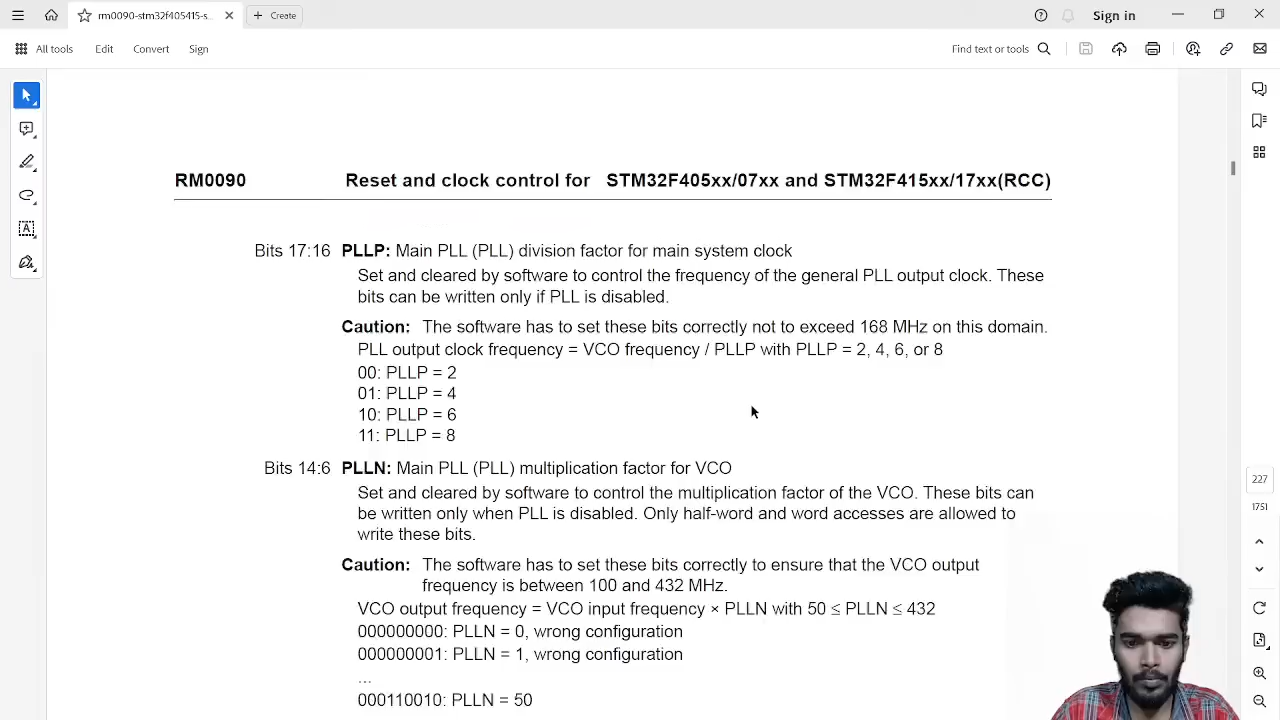 rm0090-stm32f405415-s...
Create
Sign in
All tools
Edit
Convert
Sign
Find text or tools
RM0090 Reset and clock control for STM32F405xx/07xx and STM32F415xx/17xx(RCC)
Bits 17:16 PLLP: Main PLL (PLL) division factor for main system clock
Set and cleared by software to control the frequency of the general PLL output clock. These
bits can be written only if PLL is disabled.
Caution: The software has to set these bits correctly not to exceed 168 MHz on this domain.
PLL output clock frequency = VCO frequency / PLLP with PLLP = 2, 4, 6, or 8
00: PLLP = 2
01: PLLP = 4
10: PLLP = 6
11: PLLP = 8
Bits 14:6 PLLN: Main PLL (PLL) multiplication factor for VCO
Set and cleared by software to control the multiplication factor of the VCO. These bits can
be written only when PLL is disabled. Only half-word and word accesses are allowed to
write these bits.
Caution: The software has to set these bits correctly to ensure that the VCO output
frequency is between 100 and 432 MHz.
VCO output frequency = VCO input frequency × PLLN with 50 ≤ PLLN ≤ 432
000000000: PLLN = 0, wrong configuration
000000001: PLLN = 1, wrong configuration
...
000110010: PLLN = 50
227
1751